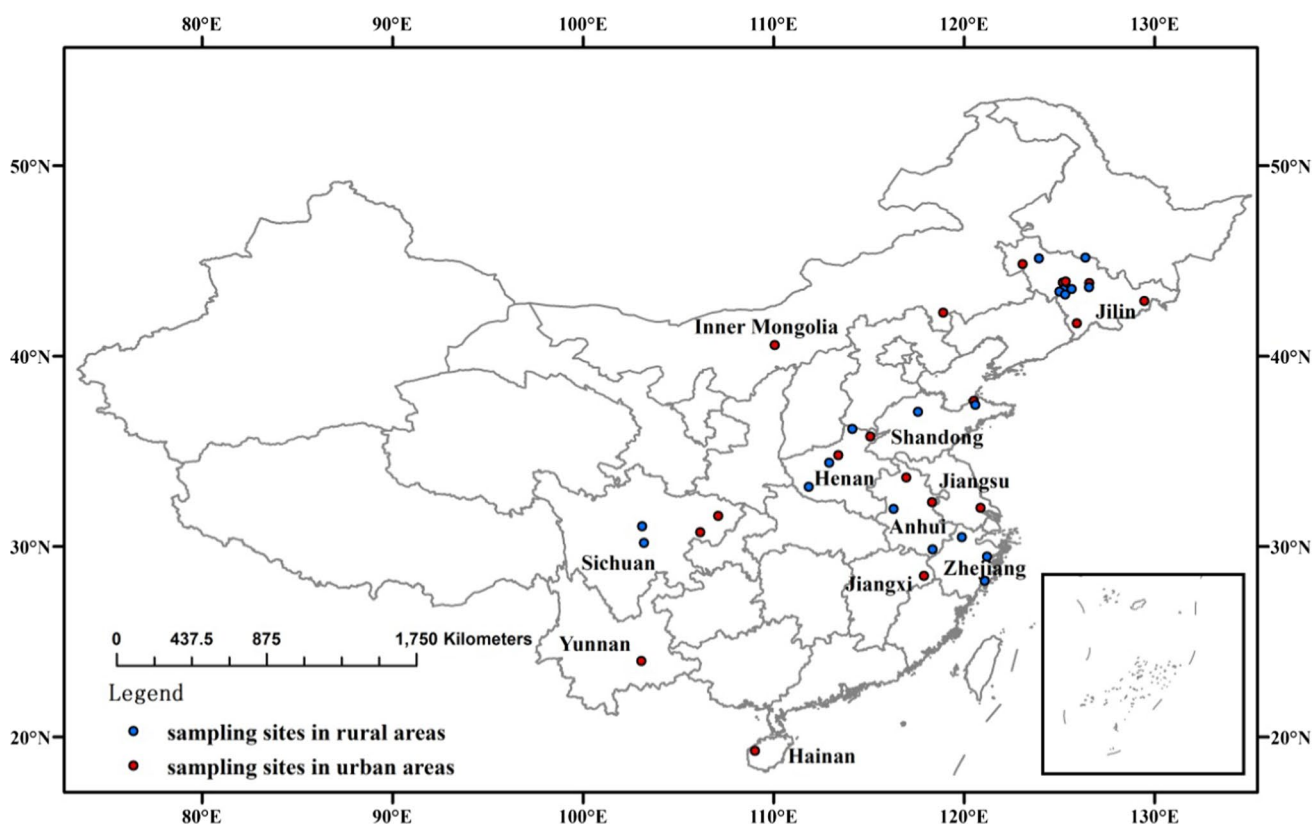 80°E 90°E 100°E 110°E 120°E 130°E
50°N 50°N
Jilin
Inner Mongolia
40°N 40°N
Shandong
Henan Jiangsu
Anhui
30°N 30°N
Sichuan Zhejiang
Jiangxi
0 437.5 875 1,750 Kilometers
Yunnan
Legend
sampling sites in rural areas
20°N 20°N
Hainan
sampling sites in urban areas
80°E 90°E 100°E 110°E 120°E 130°E